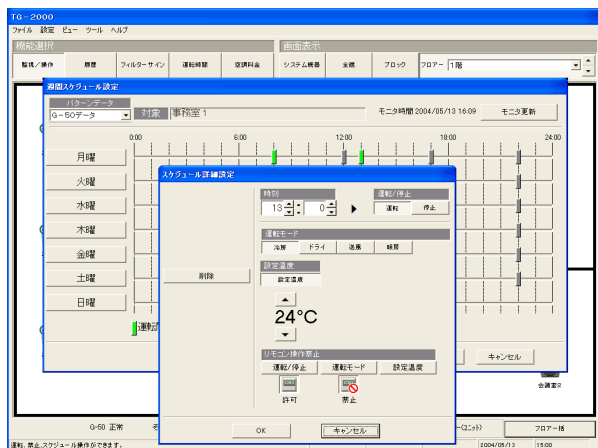 TG-2000
ファイル 設定 ビュー ツール ヘルプ
機能選択 画面表示
監視/操作 履歴 フィルターサイン 運転時間 空調料金 システム機器 全館 ブロック フロアー 1階
週間スケジュール設定
パターンデータ
G-50データ 対象 事務室1 モニタ時間 2004/05/13 16:09 モニタ更新
0:00 6:00 12:00 18:00 24:00
月曜
火曜
水曜
木曜
金曜
土曜
日曜
スケジュール詳細設定
時刻 運転/停止
13 : 0 運転 停止
運転モード
冷房 ドライ 送風 暖房
設定温度
削除 設定温度
24°C
リモコン操作禁止
運転/停止 運転モード 設定温度
許可 禁止
OK キャンセル
キャンセル
会議室2
G-50 正常 フロア一括
運転、禁止、スケジュール操作ができます。 2004/05/13 15:00